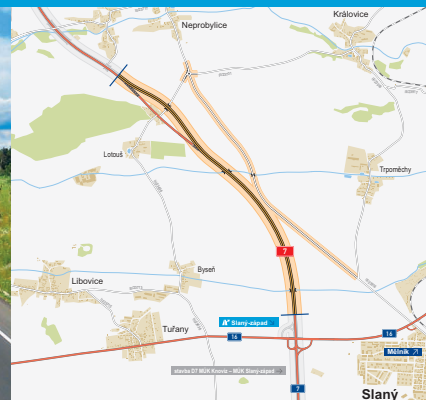 Královice
Neprobylice
Lotouš
Trpoměchy
7
Byseň
Libovice
Slaný-západ
Tuřany
16
16
Mělník
stavba D7 MÚK Knovíz – MÚK Slaný-západ
7
Slaný